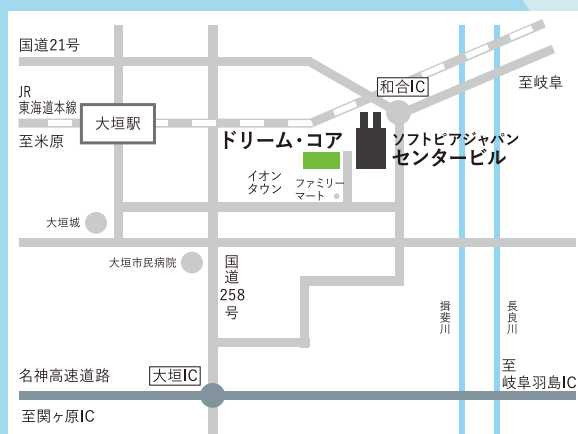 国道21号
和合IC
至岐阜
JR
東海道本線
大垣駅
至米原
ドリーム・コア
ソフトピアジャパン
センタービル
イオン
タウン
ファミリー
マート
大垣城
大垣市民病院
国道258号
揖斐川
長良川
名神高速道路
大垣IC
至
岐阜羽島IC
至関ヶ原IC